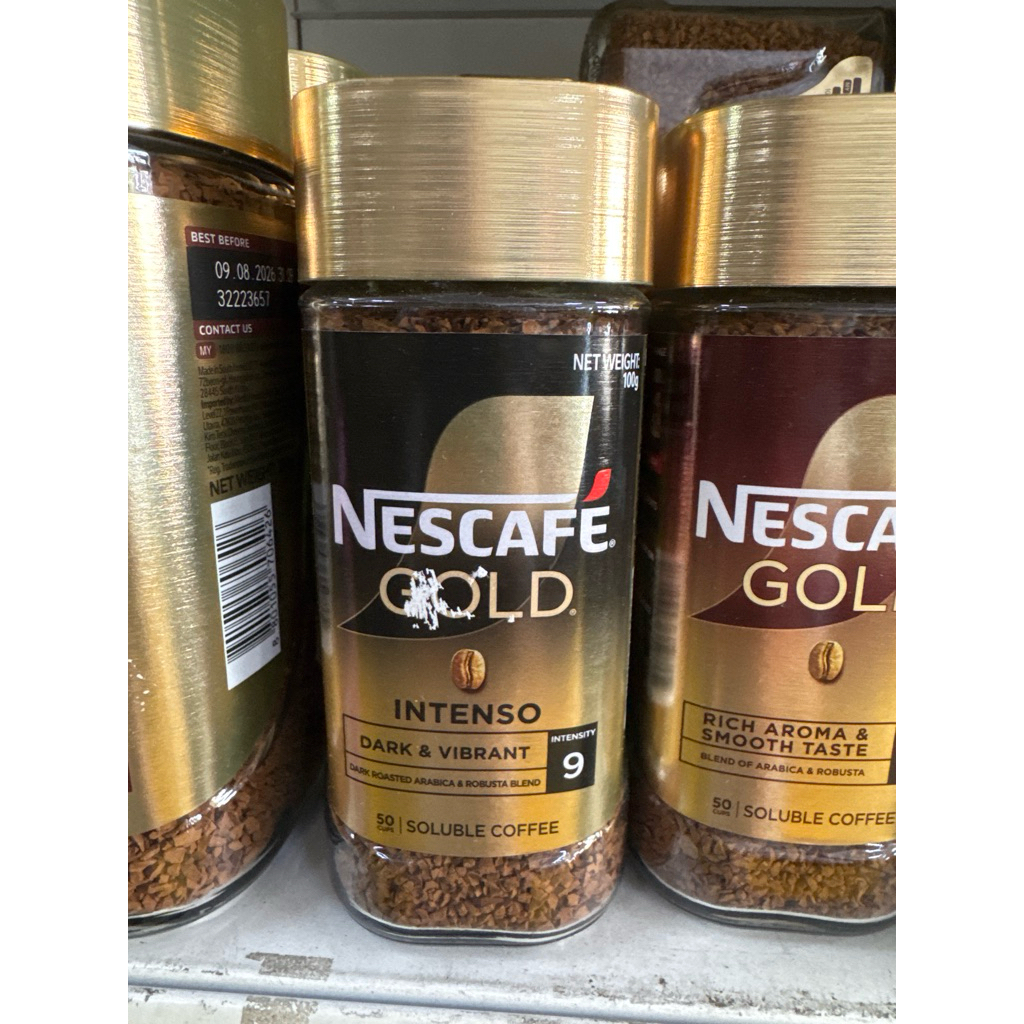 BEST BEFORE
09.08.2026
32223657
CONTACT US
MY
NET WEIGHT
NET WEIGHT:
100g
NESCAFÉ®
GOLD®
INTENSO
DARK & VIBRANT
DARK ROASTED ARABICA & ROBUSTA BLEND
INTENSITY
9
50 CUPS | SOLUBLE COFFEE
NESCA
GOL
RICH AROMA &
SMOOTH TASTE
BLEND OF ARABICA & ROBUSTA
50 CUPS | SOLUBLE COFFEE